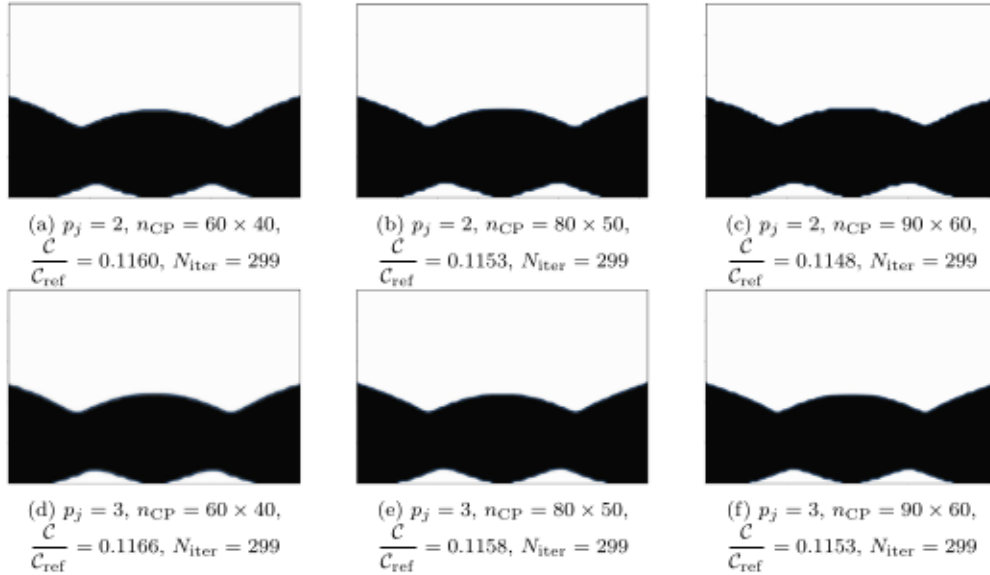 (a) p_j = 2, n_CP = 60 × 40,
C/C_ref = 0.1160, N_iter = 299
(b) p_j = 2, n_CP = 80 × 50,
C/C_ref = 0.1153, N_iter = 299
(c) p_j = 2, n_CP = 90 × 60,
C/C_ref = 0.1148, N_iter = 299
(d) p_j = 3, n_CP = 60 × 40,
C/C_ref = 0.1166, N_iter = 299
(e) p_j = 3, n_CP = 80 × 50,
C/C_ref = 0.1158, N_iter = 299
(f) p_j = 3, n_CP = 90 × 60,
C/C_ref = 0.1153, N_iter = 299